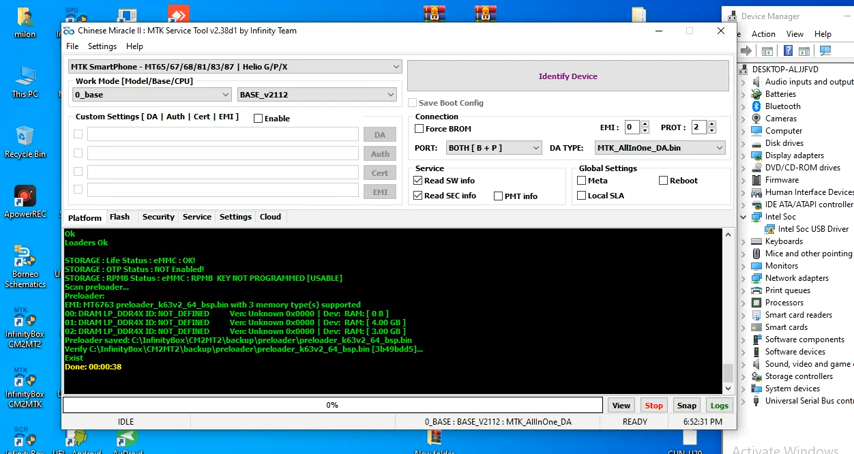 milon
This PC
Recycle Bin
ApowerREC
Borneo
Schematics
InfinityBox
CM2MT2
InfinityBox
CM2MTK
Chinese Miracle II : MTK Service Tool v2.38d1 by Infinity Team
File Settings Help
MTK SmartPhone - MT65/67/68/81/83/87 | Helio G/P/X
Work Mode [Model/Base/CPU]
0_base BASE_v2112
Identify Device
Save Boot Config
Custom Settings [ DA | Auth | Cert | EMI ] Enable
DA
Auth
Cert
EMI
Connection
Force BROM EMI : 0 PROT : 2
PORT: BOTH [ B + P ] DA TYPE: MTK_AllInOne_DA.bin
Service
Read SW info
Read SEC info PMT info
Global Settings
Meta Reboot
Local SLA
Platform Flash Security Service Settings Cloud
Ok
Loaders Ok
STORAGE : Life Status : eMMC : OK!
STORAGE : OTP Status : NOT Enabled!
STORAGE : RPMB Status : eMMC : RPMB KEY NOT PROGRAMMED [USABLE]
Scan preloader...
Preloader:
EMI: MT6763 preloader_k63v2_64_bsp.bin with 3 memory type(s) supported
00: DRAM LP_DDR4X ID: NOT_DEFINED Ven: Unknown 0x0000 | Dev: RAM: [ 0 B ]
01: DRAM LP_DDR4X ID: NOT_DEFINED Ven: Unknown 0x0000 | Dev: RAM: [ 4.00 GB ]
02: DRAM LP_DDR4X ID: NOT_DEFINED Ven: Unknown 0x0000 | Dev: RAM: [ 3.00 GB ]
Preloader saved: C:\InfinityBox\CM2MT2\backup\preloader\preloader_k63v2_64_bsp.bin
Verify C:\InfinityBox\CM2MT2\backup\preloader\preloader_k63v2_64_bsp.bin [3b49bdd5]...
Exist
Done: 00:00:38
0% View Stop Snap Logs
IDLE 0_BASE : BASE_V2112 : MTK_AllInOne_DA READY 6:52:31 PM
New folder
Device Manager
Action View Help
DESKTOP-ALJJFVD
Audio inputs and output
Batteries
Bluetooth
Cameras
Computer
Disk drives
Display adapters
DVD/CD-ROM drives
Firmware
Human Interface Devices
IDE ATA/ATAPI controller
Intel Soc
Intel Soc USB Driver
Keyboards
Mice and other pointing
Monitors
Network adapters
Print queues
Processors
Smart card readers
Smart cards
Software components
Software devices
Sound, video and game
Storage controllers
System devices
Universal Serial Bus cont
Activate Windows